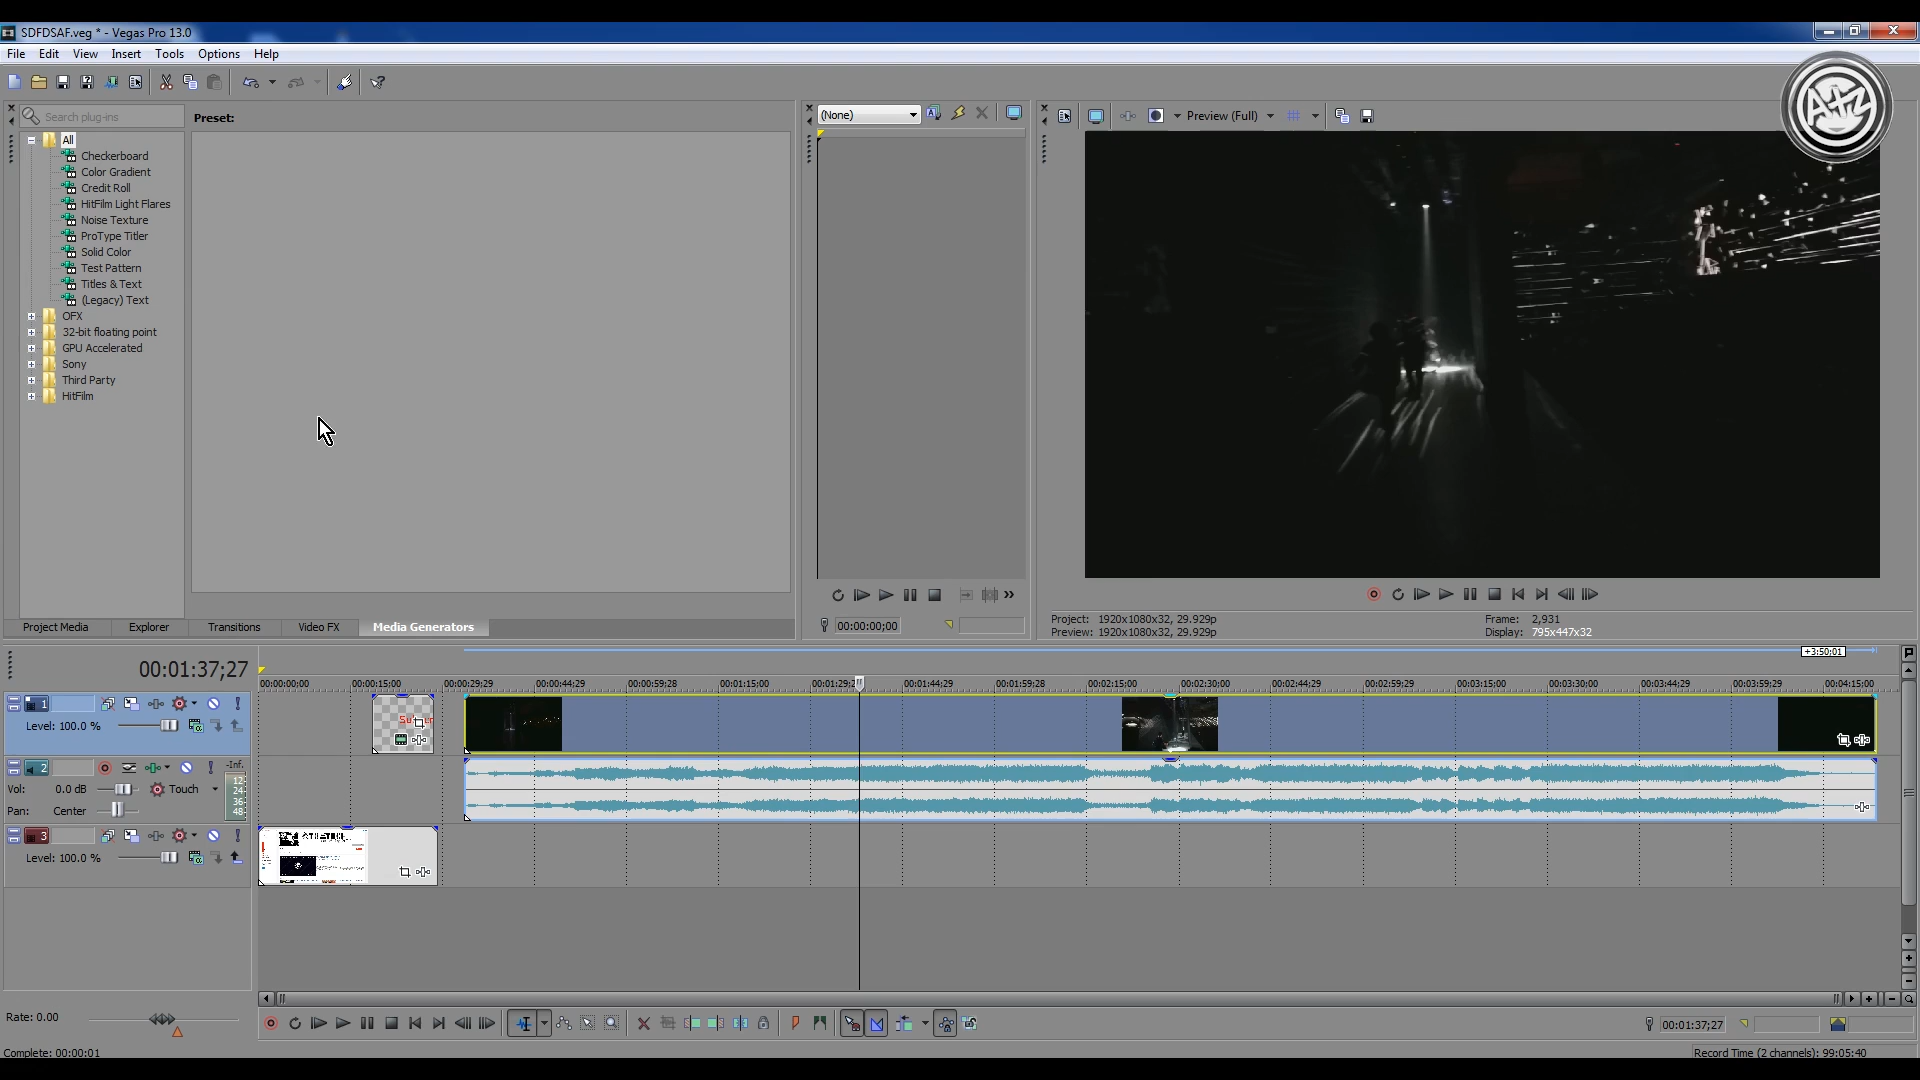 SDFDSAF.veg * - Vegas Pro 13.0
File Edit View Insert Tools Options Help
Search plug-ins
Preset:
All
Checkerboard
Color Gradient
Credit Roll
HitFilm Light Flares
Noise Texture
ProType Titler
Solid Color
Test Pattern
Titles & Text
(Legacy) Text
OFX
32-bit floating point
GPU Accelerated
Sony
Third Party
HitFilm
(None)
Preview (Full)
00:00:00;00
Project Media Explorer Transitions Video FX Media Generators
Project: 1920x1080x32, 29.929p
Preview: 1920x1080x32, 29.929p
Frame: 2,931
Display: 795x447x32
+3:50:01
00:01:37;27
00:00:00;00 00:00:15;00 00:00:29;29 00:00:44;29 00:00:59;28 00:01:15;00 00:01:29;2 00:01:44;29 00:01:59;28 00:02:15;00 00:02:30;00 00:02:44;29 00:02:59;28 00:03:15;00 00:03:30;00 00:03:44;29 00:03:59;29 00:04:15;00
1
Level: 100.0 %
2
-Inf.
Vol: 0.0 dB Touch
Pan: Center
12
24
36
48
3
Level: 100.0 %
Rate: 0.00
00:01:37;27
Complete: 00:00:01
Record Time (2 channels): 99:05:40